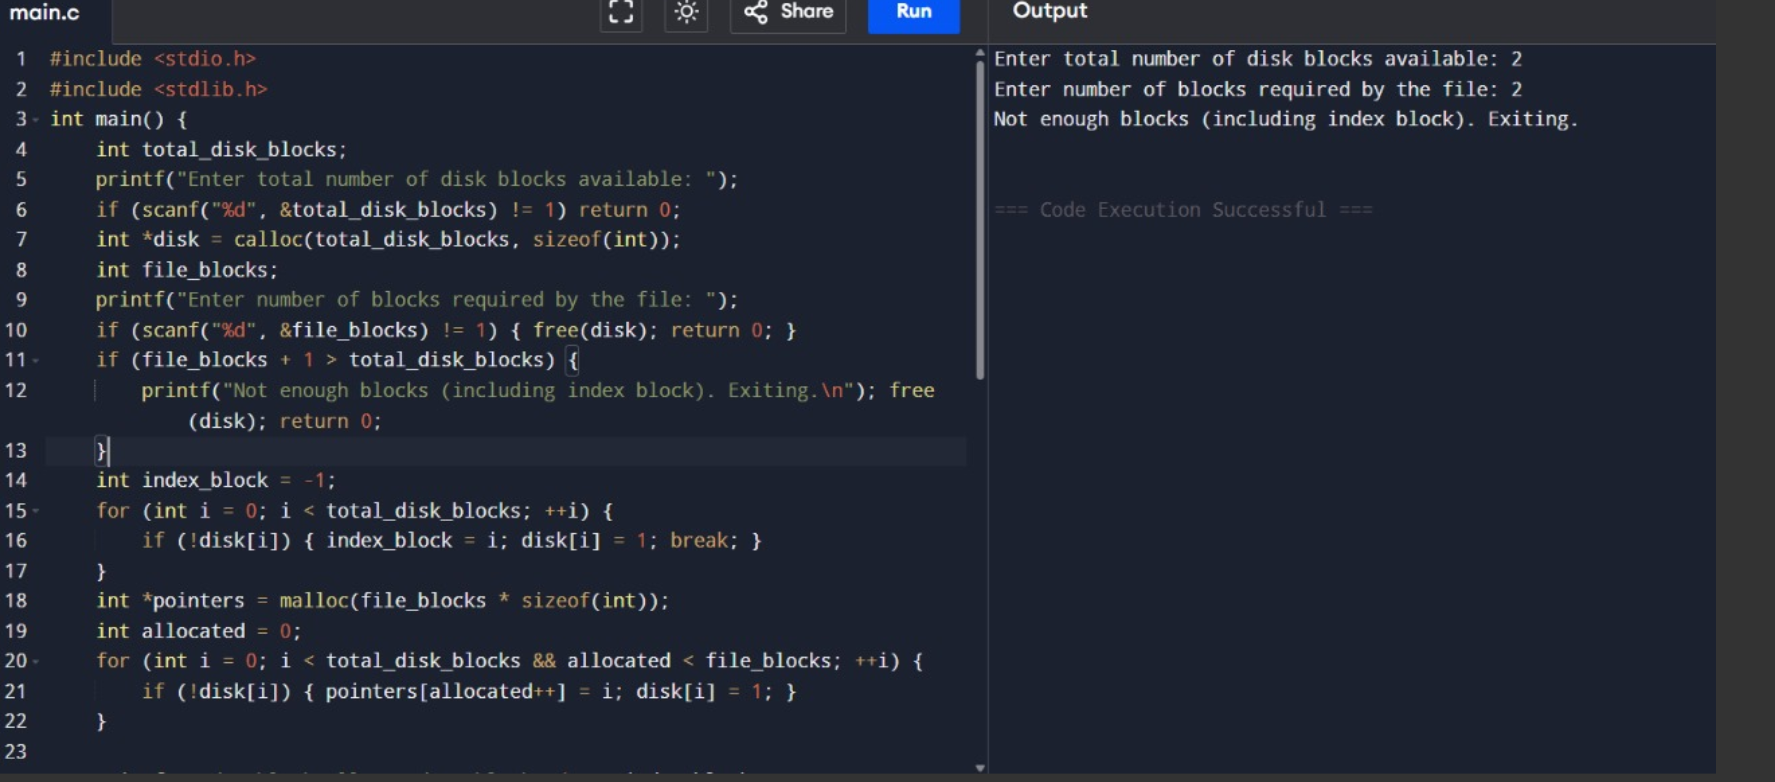 main.c
Share
Run
Output
1 #include <stdio.h>
2 #include <stdlib.h>
3 int main() {
4 int total_disk_blocks;
5 printf("Enter total number of disk blocks available: ");
6 if (scanf("%d", &total_disk_blocks) != 1) return 0;
7 int *disk = calloc(total_disk_blocks, sizeof(int));
8 int file_blocks;
9 printf("Enter number of blocks required by the file: ");
10 if (scanf("%d", &file_blocks) != 1) { free(disk); return 0; }
11 if (file_blocks + 1 > total_disk_blocks) {
12 printf("Not enough blocks (including index block). Exiting.\n"); free
(disk); return 0;
13 }
14 int index_block = -1;
15 for (int i = 0; i < total_disk_blocks; ++i) {
16 if (!disk[i]) { index_block = i; disk[i] = 1; break; }
17 }
18 int *pointers = malloc(file_blocks * sizeof(int));
19 int allocated = 0;
20 for (int i = 0; i < total_disk_blocks && allocated < file_blocks; ++i) {
21 if (!disk[i]) { pointers[allocated++] = i; disk[i] = 1; }
22 }
23
Enter total number of disk blocks available: 2
Enter number of blocks required by the file: 2
Not enough blocks (including index block). Exiting.
=== Code Execution Successful ===